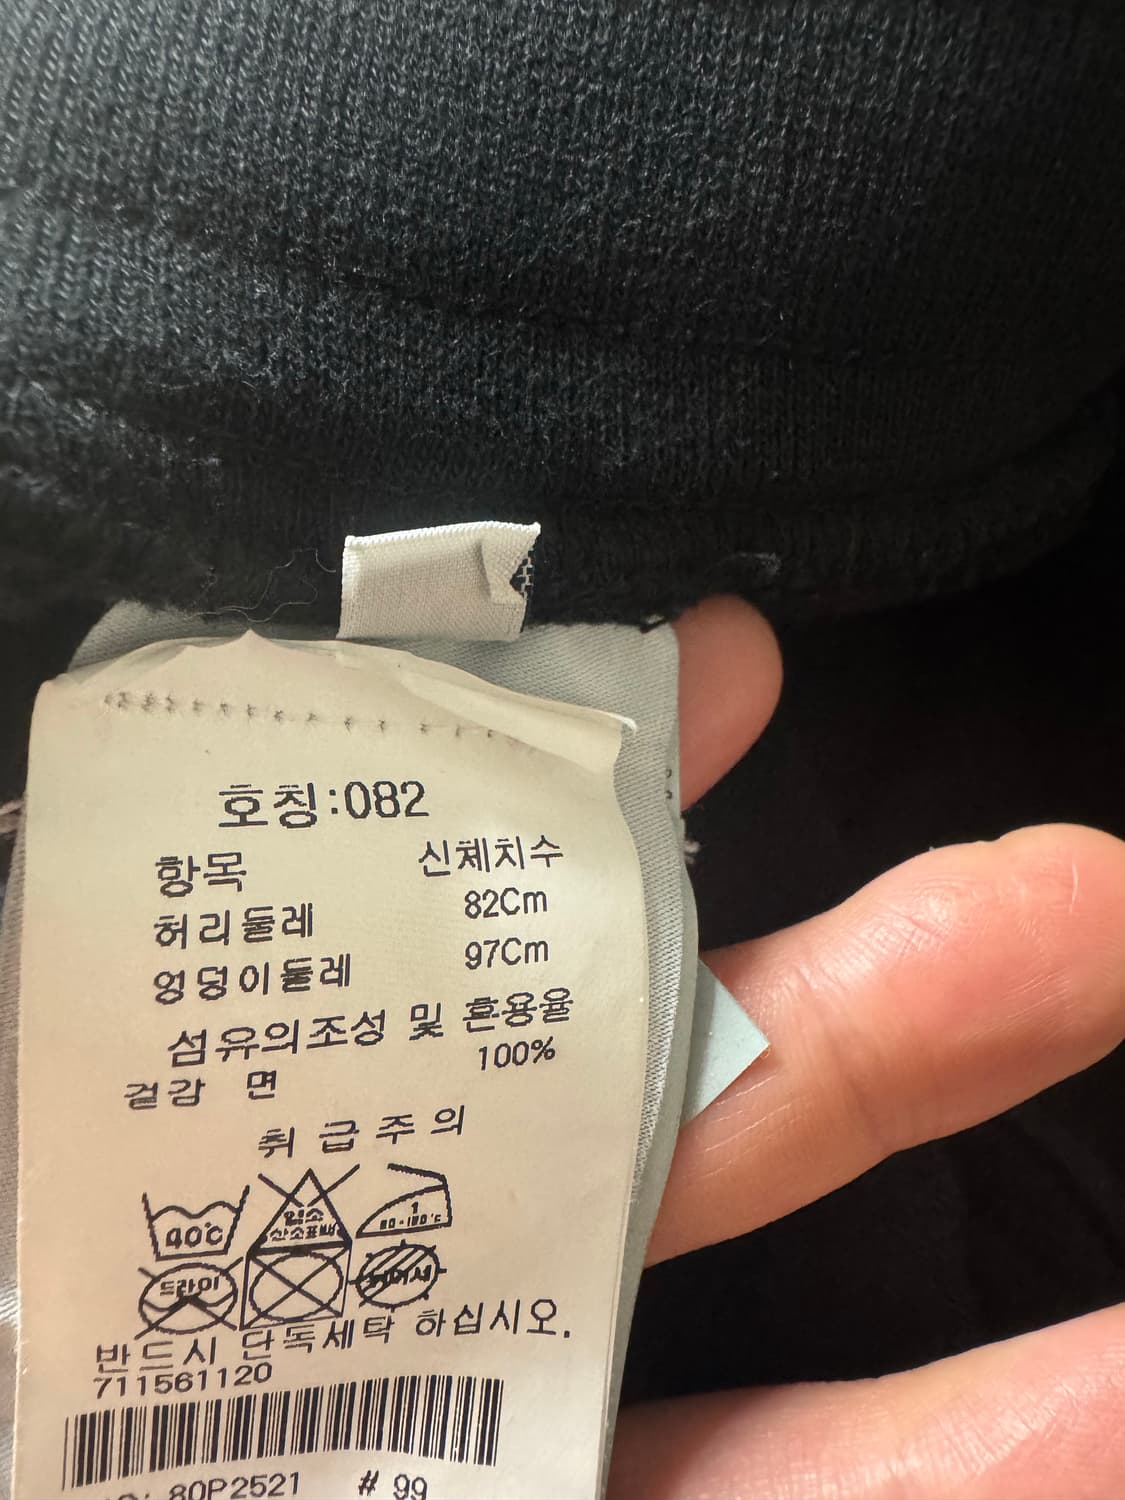 호칭:082
항목 신체치수
허리둘레 82Cm
엉덩이둘레 97Cm
섬유의조성 및 혼용율
겉감 면 100%
취급주의
40℃
염소
산소표백
1
80-120℃
드라이
반드시 단독세탁 하십시오.
711561120
80P2521 # 99